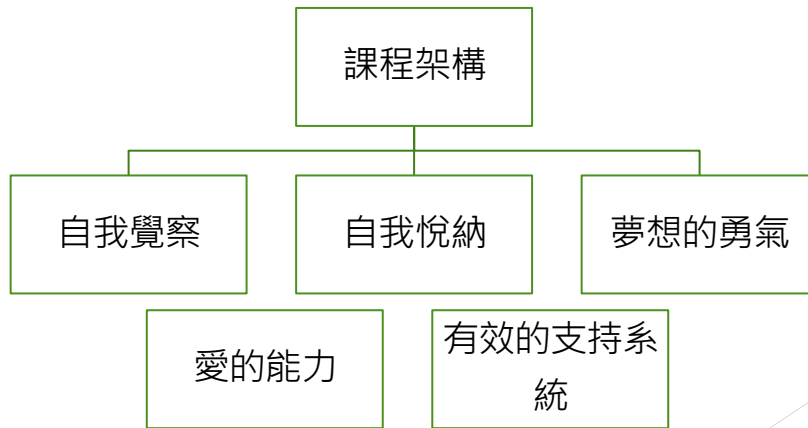 課程架構
自我覺察
自我悅納
夢想的勇氣
愛的能力
有效的支持系
統